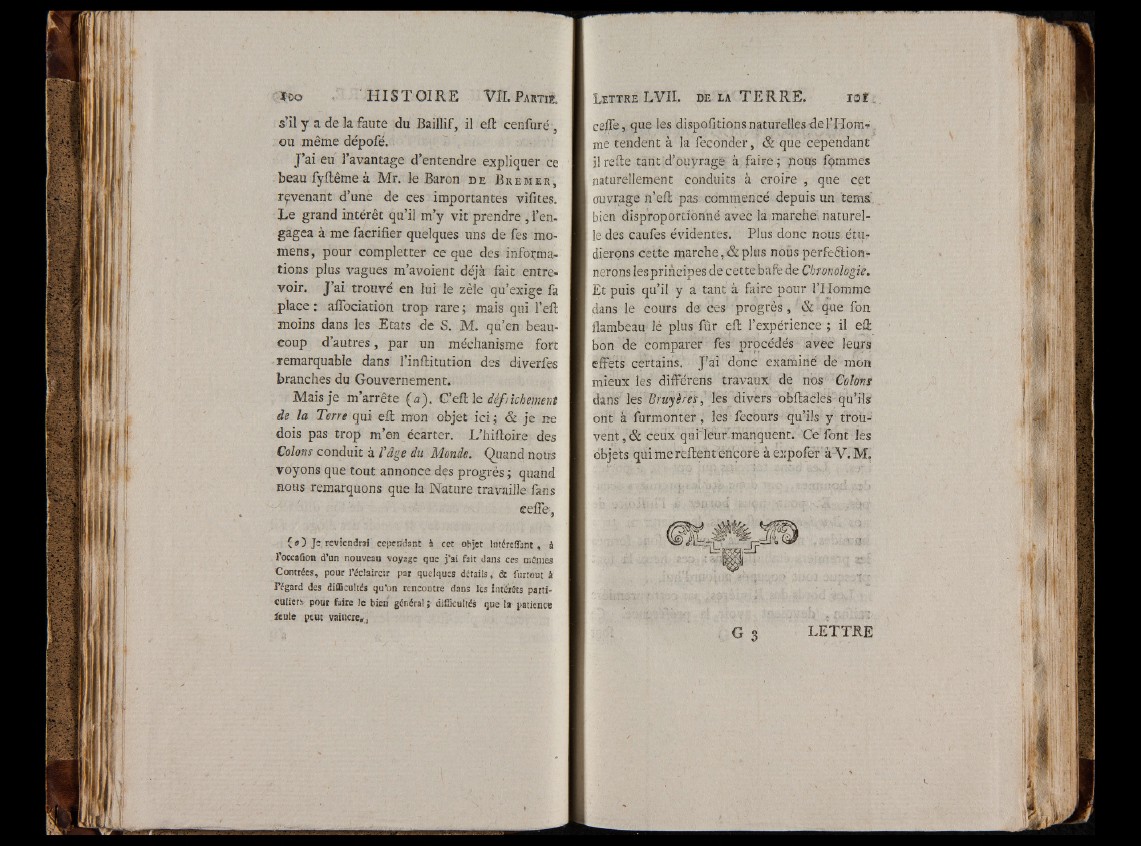 100 HISTOIRE VII. PARTIE.
s'il y a de la faute du Baillif, il eſt cenſuré,
ou même dépoſé.
J'ai eu l'avantage d'entendre expliquer ce
beau ſyſtême à Mr. le Baron DE BREMER,
revenant d'une de ces importantes viſites.
Le grand intérêt qu'il m'y vit prendre, l'en-
gagea à me ſacrifier quelques uns de ſes mo-
mens, pour completter ce que des informa-
tions plus vagues m'avoient déjà fait entre-
voir. J'ai trouvé en lui le zèle qu'exige ſa
place: aſſociation trop rare; mais qui l'eſt
moins dans les Etats de S. M. qu'en beau-
coup d'autres, par un méchanisme fort
remarquable dans l'inſtitution des diverſes
branches du Gouvernement.
Mais je m'arrête (a). C'eſt le défrichement
de la Terre qui eſt mon objet ici; & je ne
dois pas trop m'en écarter. L'hiſtoire des
Colons conduit à l'âge du Monde. Quand nous
voyons que tout annonce des progrès; quand
nous remarquons que la Nature travaille ſans
ceſſe,
(a) Je reviendrai cependant à cet objet intéreſſant, à
l'occaſion d'un nouveau voyage que j'ai fait dans ces mêmes
Contrées, pour l'éclaircir par quelques détails, & ſurtout à
l'égard des difficultés qu'on rencontre dans les Intérêts parti-
culiers pour faire le bien général; difficultés que la patience
ſeule peut vaincre.
LETTRE LVII. DE LA TERRE. 101
ceſſe, que les diſpoſitions naturelles de l'Hom-
me tendent à la ſeconder, & que cependant
il reſte tant d'ouvrage à faire; nous ſommes
naturellement conduits à croire, que cet
ouvrage n'eſt pas commencé depuis un tems
bien disproportionné avec la marche naturel-
le des cauſes évidentes. Plus donc nous étu-
dierons cette marche, & plus nous perfection-
nerons les principes de cette baſe de Chronologie.
Et puis qu'il y a tant à faire pour l'Homme
dans le cours de ces progrès, & que ſon
flambeau le plus ſûr eſt l'expérience; il eſt
bon de comparer ſes procédés avec leurs
effets certains. J'ai donc examiné de mon
mieux les différens travaux de nos Colons
dans les Bruyères, les divers obſtacles qu'ils
ont à ſurmonter, les ſecours qu'ils y trou-
vent, & ceux qui leur manquent. Ce ſont les
objets qui me reſtent encore à expoſer à V. M.
G 3 LETTRE